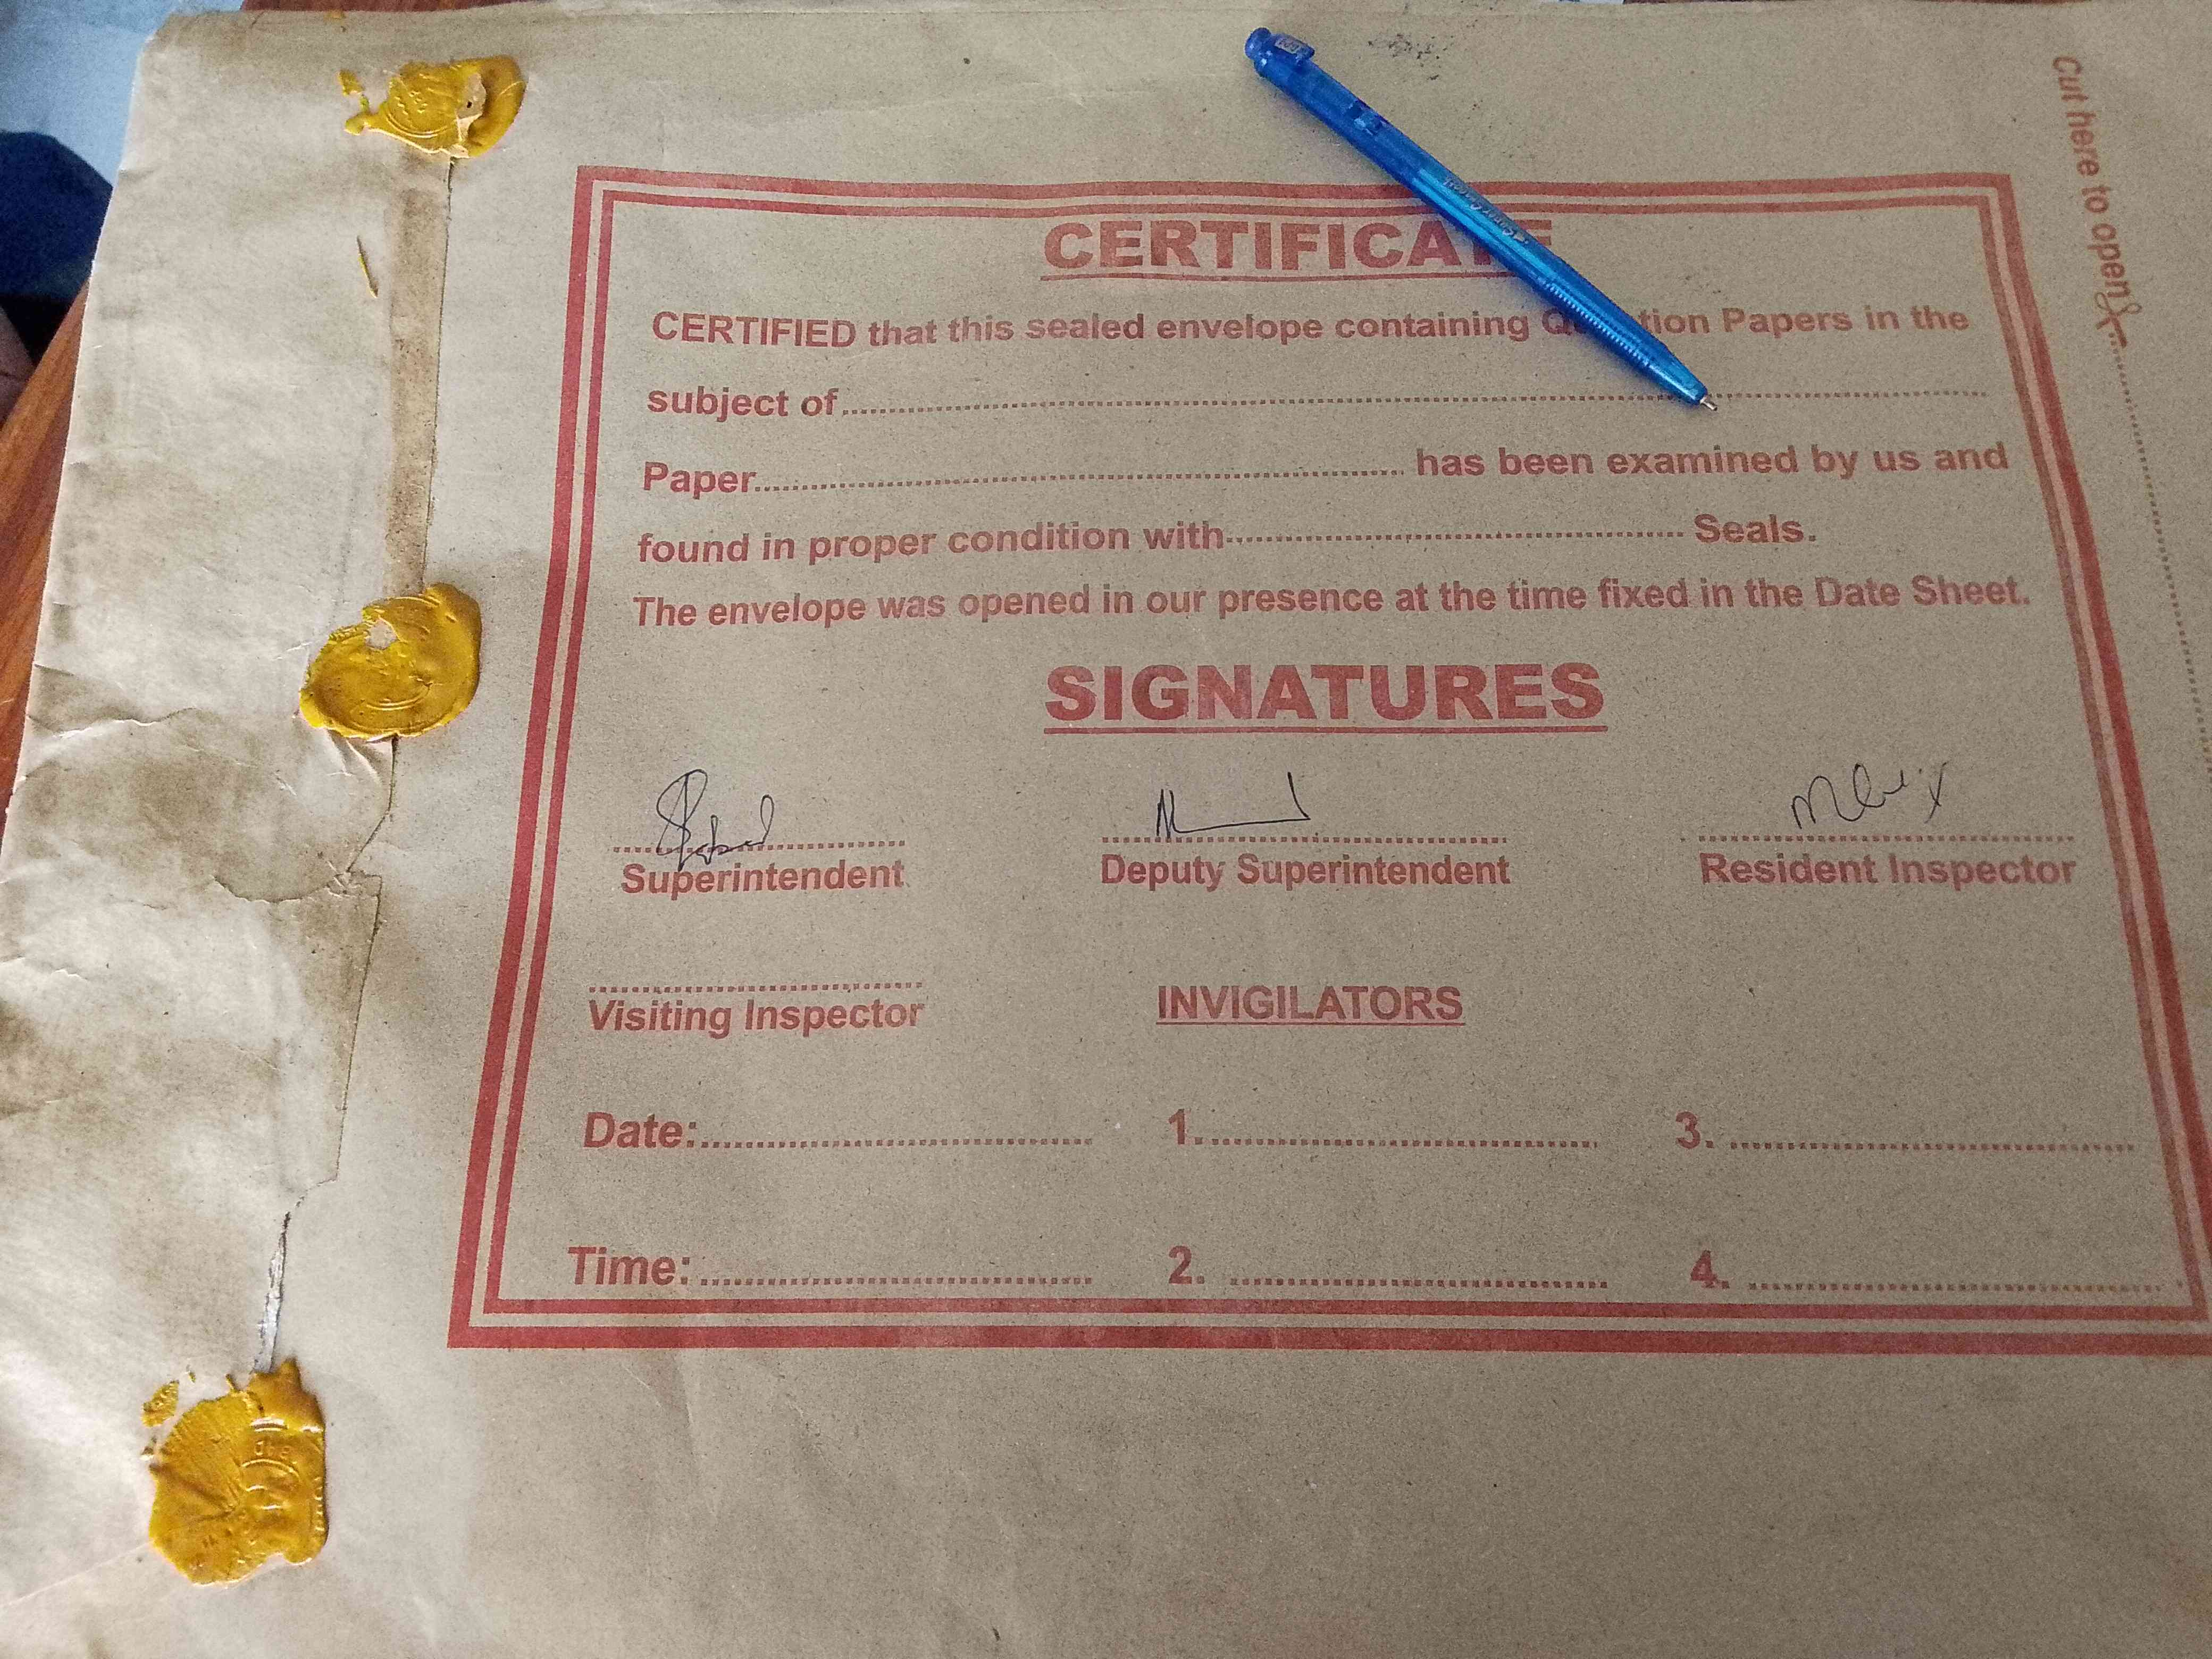 Cut here to open
CERTIFICATE
CERTIFIED that this sealed envelope containing Question Papers in the
subject of
Paper has been examined by us and
found in proper condition with Seals.
The envelope was opened in our presence at the time fixed in the Date Sheet.
SIGNATURES
Superintendent Deputy Superintendent Resident Inspector
Visiting Inspector INVIGILATORS
Date: 1. 3.
Time: 2. 4.